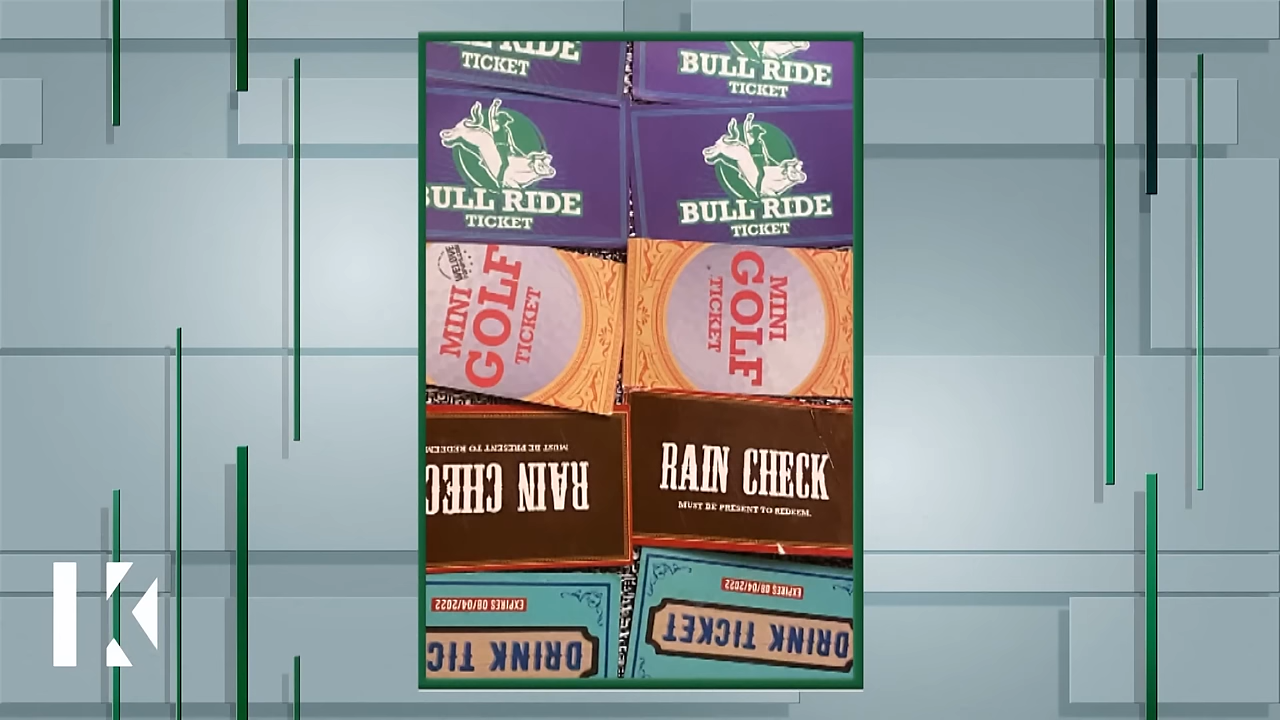 RIDE
TICKET
BULL RIDE
TICKET
BULL RIDE
TICKET
BULL RIDE
TICKET
WELOVE
MINI
GOLF
TICKET
MINI
GOLF
TICKET
RAIN CHECK
MUST BE PRESENT TO REDEEM
RAIN CHECK
MUST BE PRESENT TO REDEEM.
DRINK TIC
EXPIRES 08/04/2022
DRINK TICKET
EXPIRES 08/04/2022
K